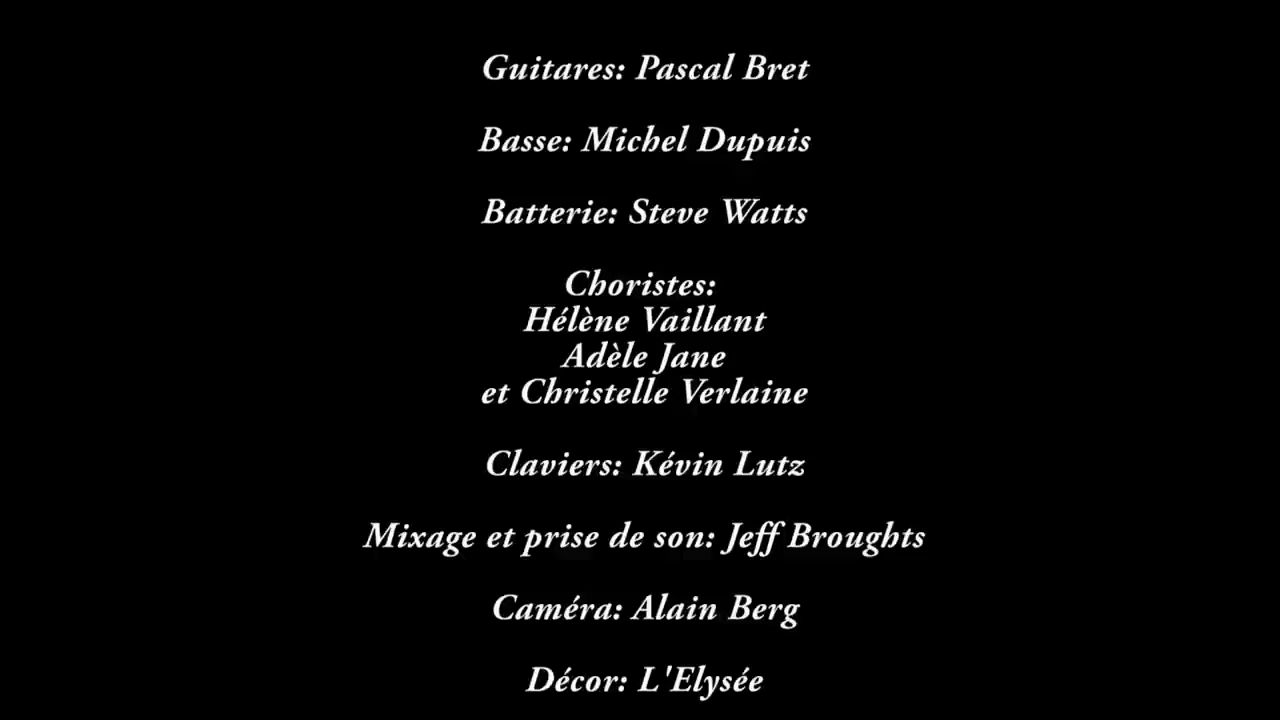 Guitares: Pascal Bret
Basse: Michel Dupuis
Batterie: Steve Watts
Choristes:
Hélène Vaillant
Adèle Jane
et Christelle Verlaine
Claviers: Kévin Lutz
Mixage et prise de son: Jeff Broughts
Caméra: Alain Berg
Décor: L'Elysée